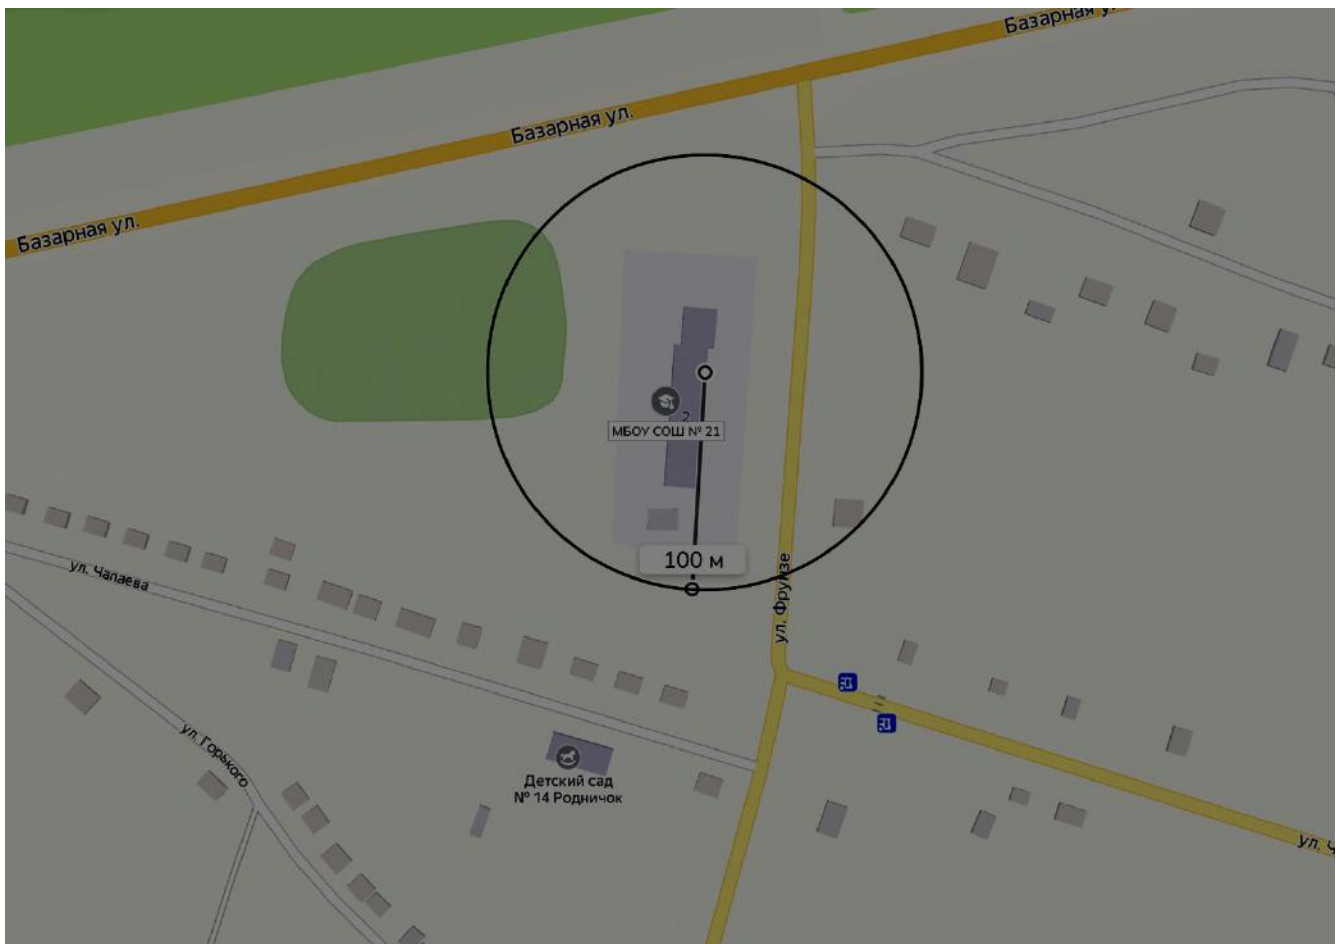 Базарная у
Базарная ул.
Базарная ул.
2
МБОУ СОШ № 21
100 м
ул. Фрунзе
ул. Чапаева
ул. Горького
Детский сад
№ 14 Родничок
ул. Ч